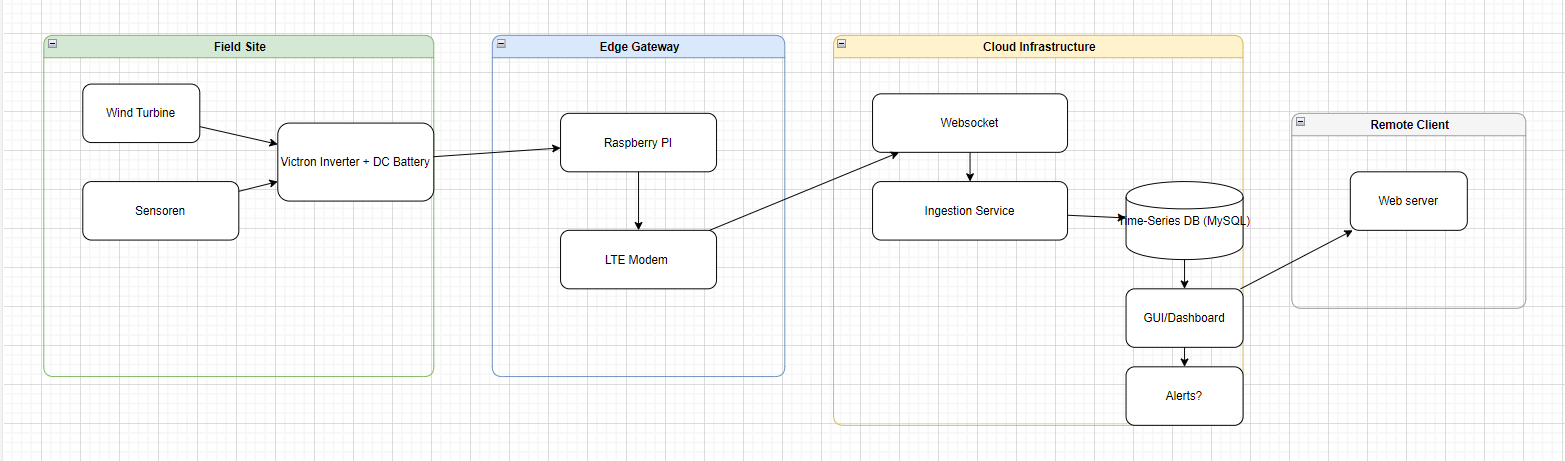 Field Site
Wind Turbine
Sensoren
Victron Inverter + DC Battery
Edge Gateway
Raspberry PI
LTE Modem
Cloud Infrastructure
Websocket
Ingestion Service
Time-Series DB (MySQL)
GUI/Dashboard
Alerts?
Remote Client
Web server